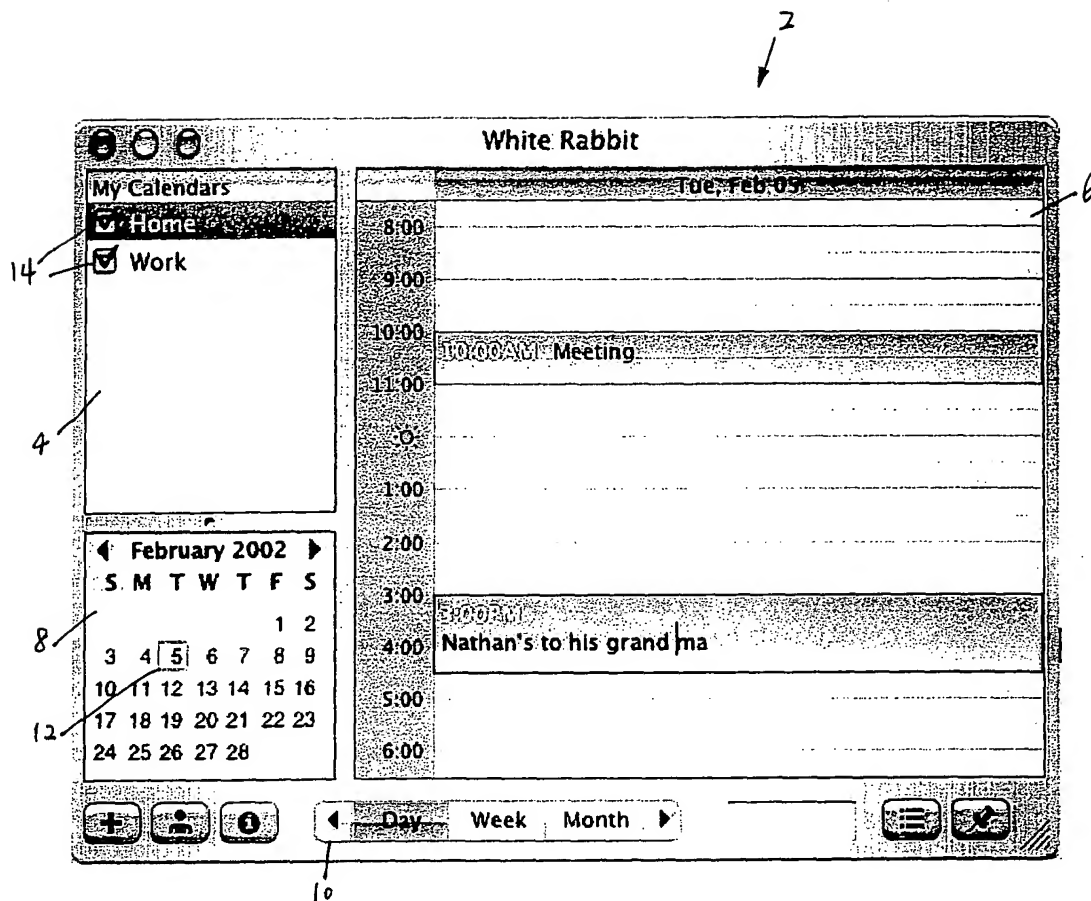 2
White Rabbit
My Calendars
Home
Work
14
4
Tue, Feb 05
6
8:00
9:00
10:00
10:00AM Meeting
11:00
1:00
2:00
3:00
3:00PM
4:00
Nathan's to his grand ma
5:00
6:00
February 2002
S M T W T F S
1 2
3 4 5 6 7 8 9
10 11 12 13 14 15 16
17 18 19 20 21 22 23
24 25 26 27 28
8
12
Day Week Month
10